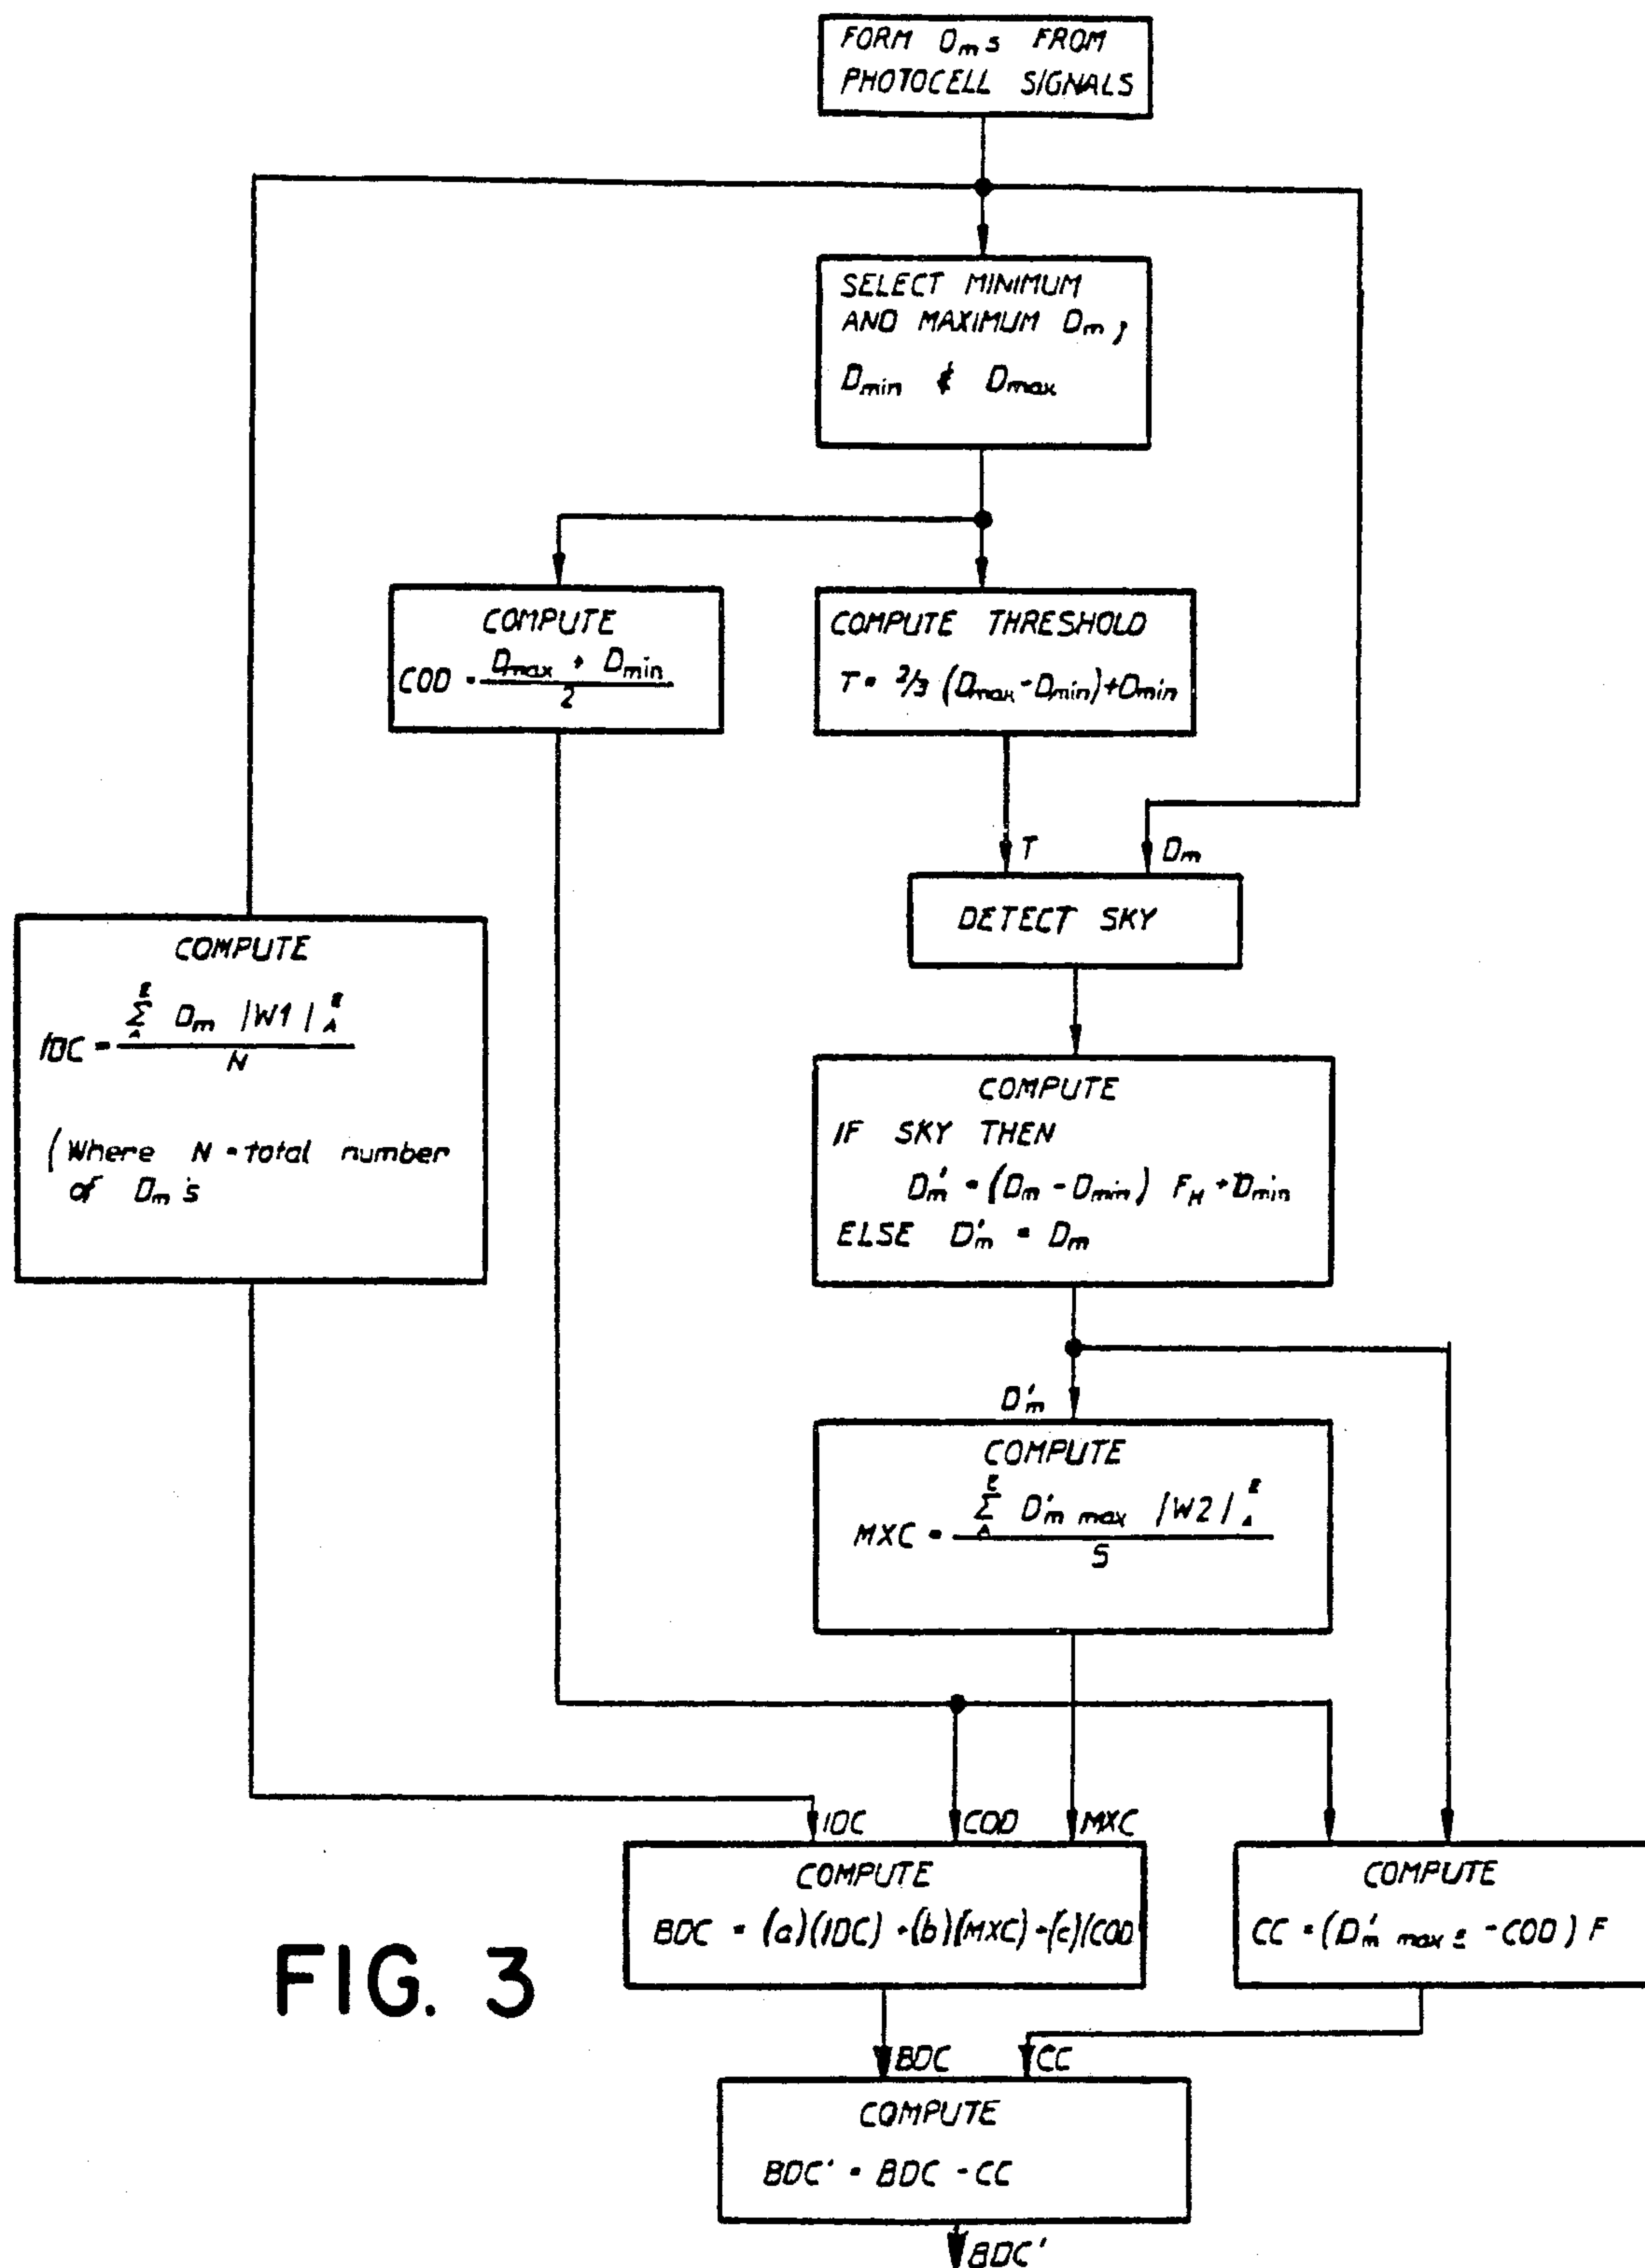 FORM Dm s FROM
PHOTOCELL SIGNALS
SELECT MINIMUM
AND MAXIMUM Dm ,
Dmin & Dmax
COMPUTE
COD = Dmax + Dmin
2
COMPUTE THRESHOLD
T = 2/3 (Dmax - Dmin) + Dmin
T
Dm
DETECT SKY
COMPUTE
IDC = Σ Dm |W1| A E
A E
N
(Where N = total number
of Dm's
COMPUTE
IF SKY THEN
D'm = (Dm - Dmin) FH + Dmin
ELSE D'm = Dm
D'm
COMPUTE
MXC = Σ D'm max |W2| A E
A E
5
IDC
COD
MXC
COMPUTE
BDC = (a)(IDC) + (b)(MXC) - (c)(COD
COMPUTE
CC = (D'm max E - COD) F
FIG. 3
BDC
CC
COMPUTE
BDC' = BDC - CC
BDC'